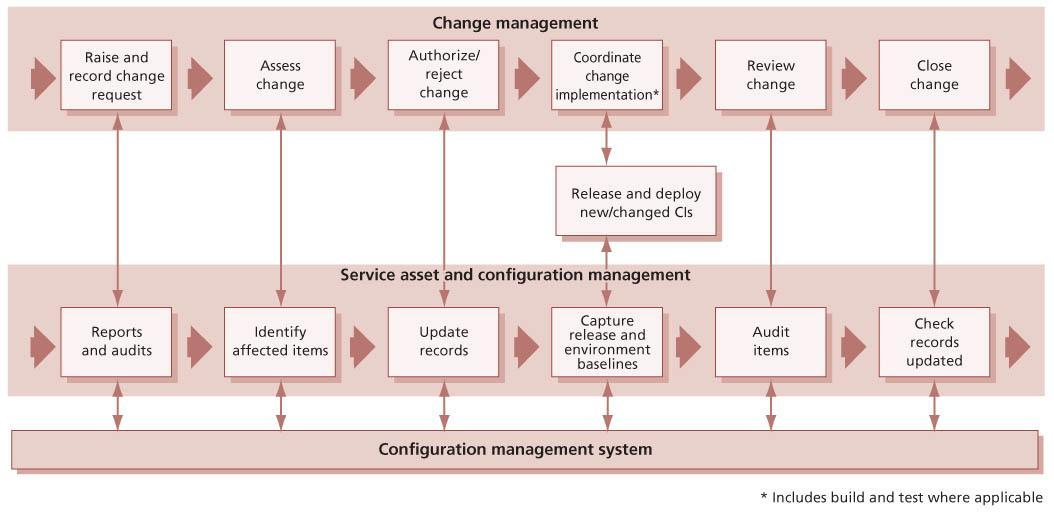 Change management
Raise and
record change
request
Assess
change
Authorize/
reject
change
Coordinate
change
implementation*
Review
change
Close
change
Release and deploy
new/changed CIs
Service asset and configuration management
Reports
and audits
Identify
affected items
Update
records
Capture
release and
environment
baselines
Audit
items
Check
records
updated
Configuration management system
* Includes build and test where applicable